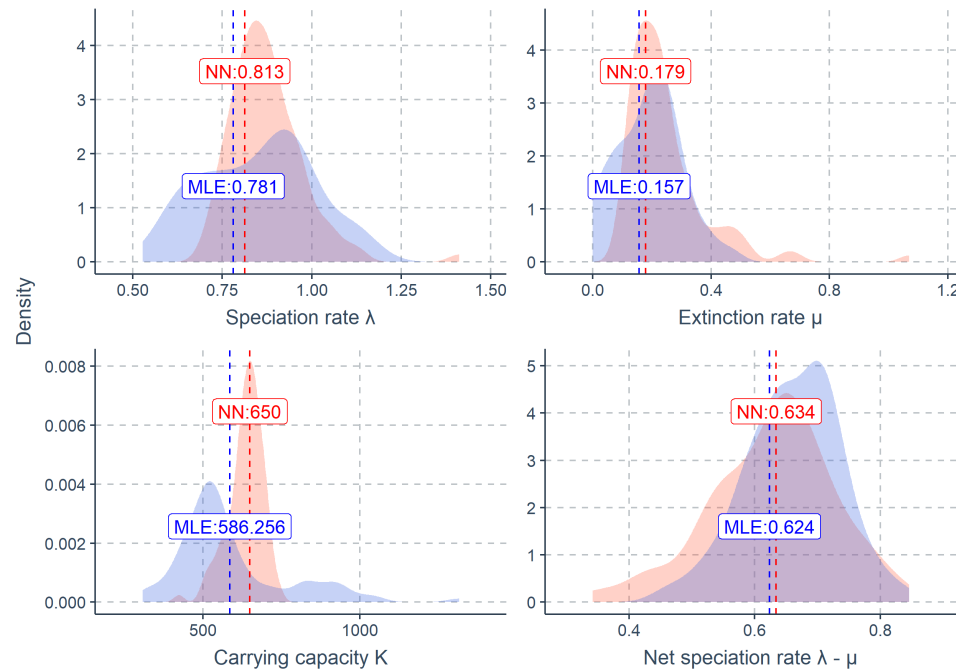 Density
4
3
2
1
0
NN:0.813
MLE:0.781
0.50
0.75
1.00
1.25
1.50
Speciation rate λ
4
3
2
1
0
NN:0.179
MLE:0.157
0.0
0.4
0.8
1.2
Extinction rate μ
0.008
0.006
0.004
0.002
0.000
NN:650
MLE:586.256
500
1000
Carrying capacity K
5
4
3
2
1
0
NN:0.634
MLE:0.624
0.4
0.6
0.8
Net speciation rate λ - μ